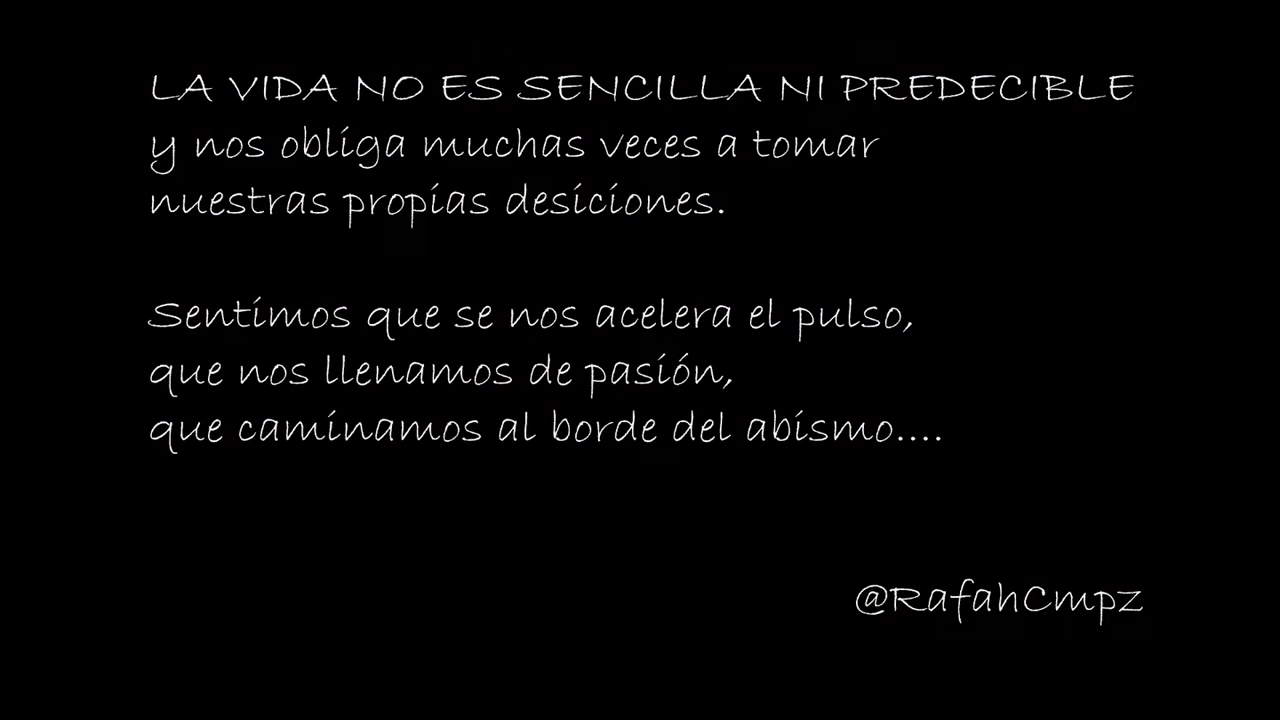 LA VIDA NO ES SENCILLA NI PREDECIBLE
y nos obliga muchas veces a tomar
nuestras propias desiciones.
Sentimos que se nos acelera el pulso,
que nos llenamos de pasión,
que caminamos al borde del abismo....
@RafahCmpz